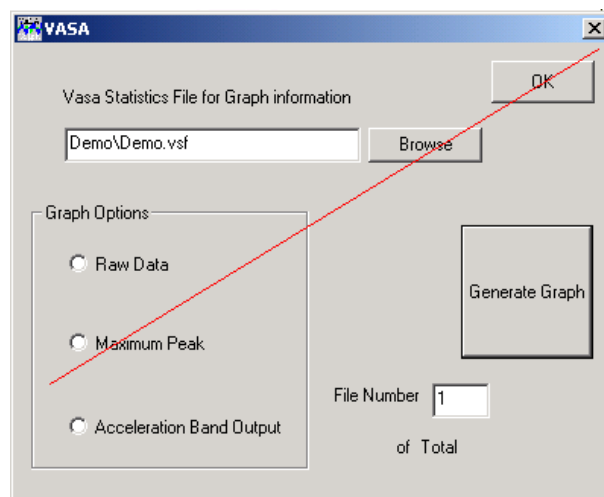 VASA
OK
Vasa Statistics File for Graph information
Demo\Demo.vsf
Browse
Graph Options
Raw Data
Generate Graph
Maximum Peak
File Number 1
Acceleration Band Output
of Total